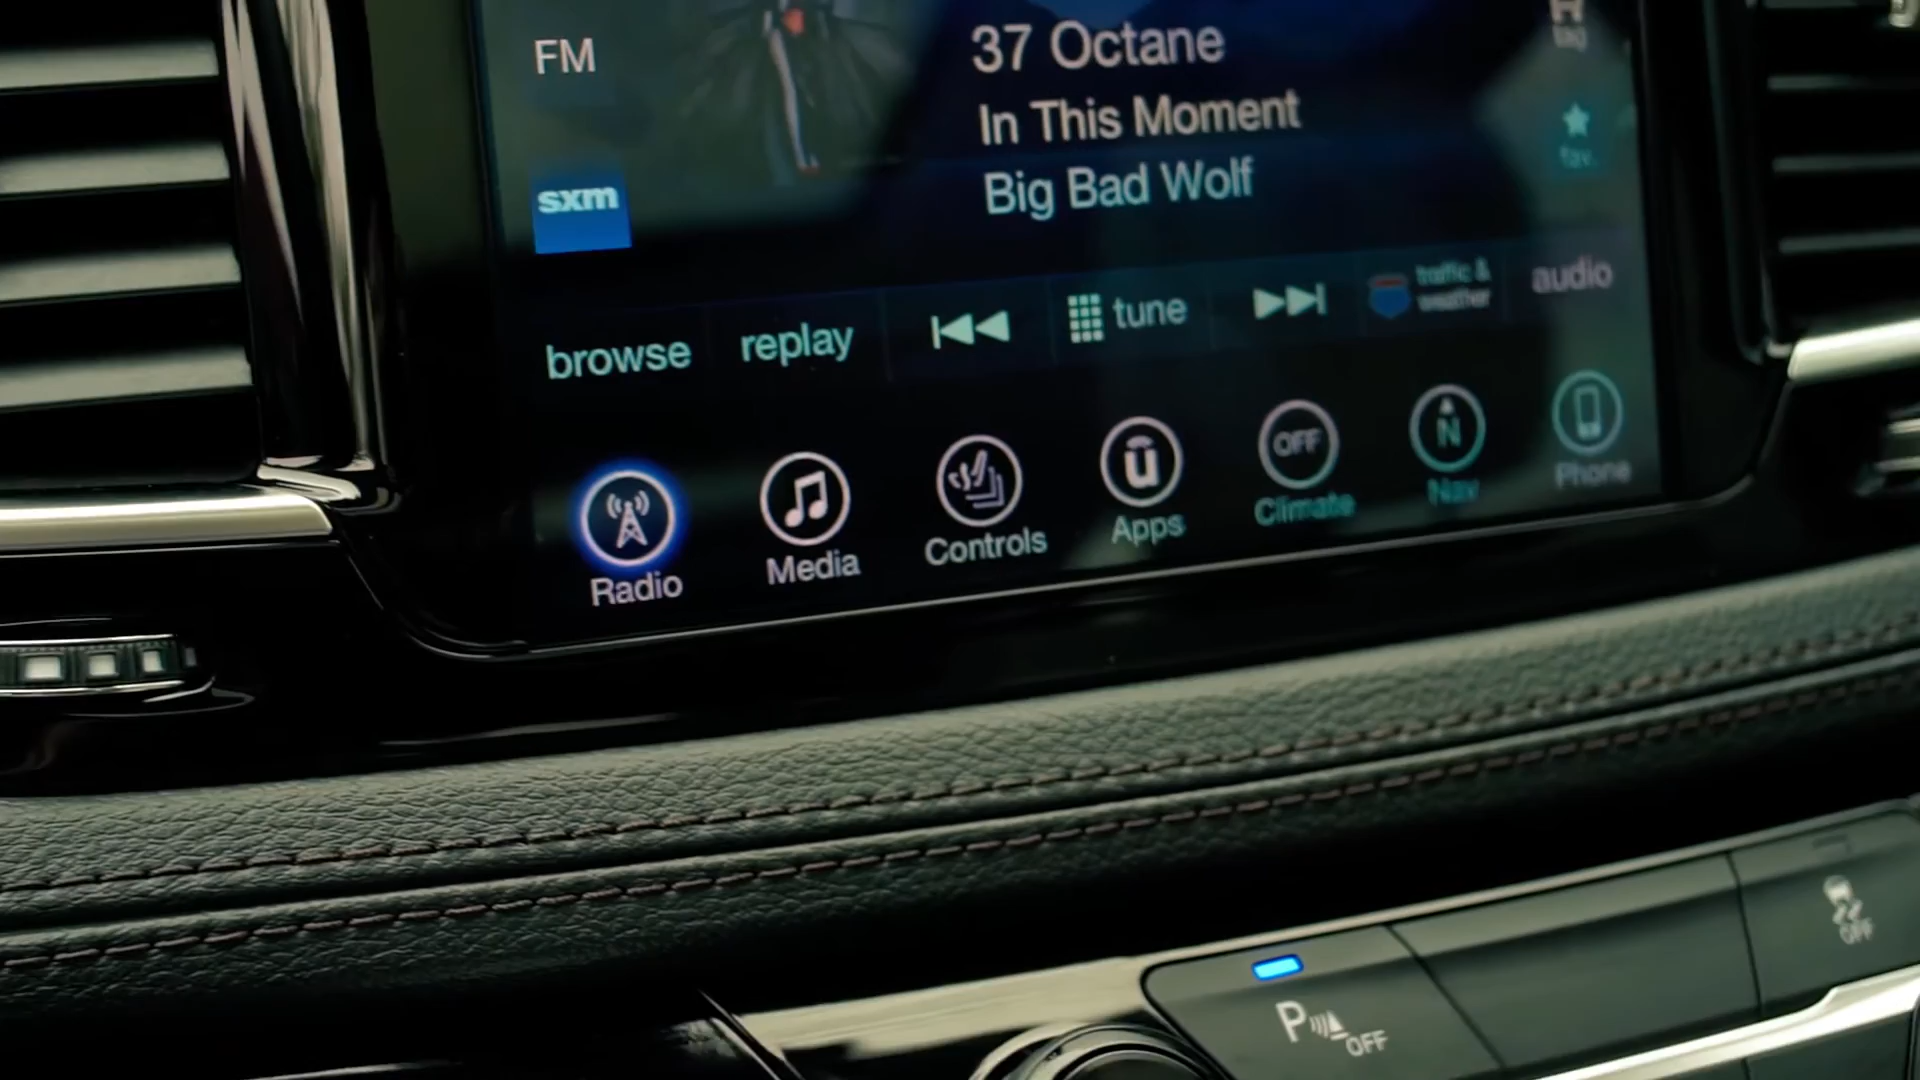 FM
37 Octane
In This Moment
Big Bad Wolf
sxm
fav.
browse
replay
tune
traffic &
weather
audio
Radio
Media
Controls
Apps
OFF
Climate
N
Nav
Phone
P OFF
OFF